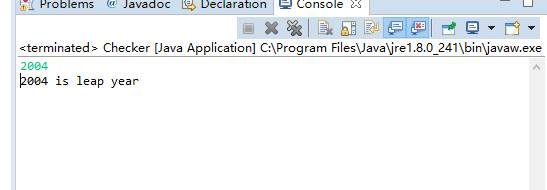 Problems @ Javadoc Declaration Console
<terminated> Checker [Java Application] C:\Program Files\Java\jre1.8.0_241\bin\javaw.exe
2004
2004 is leap year